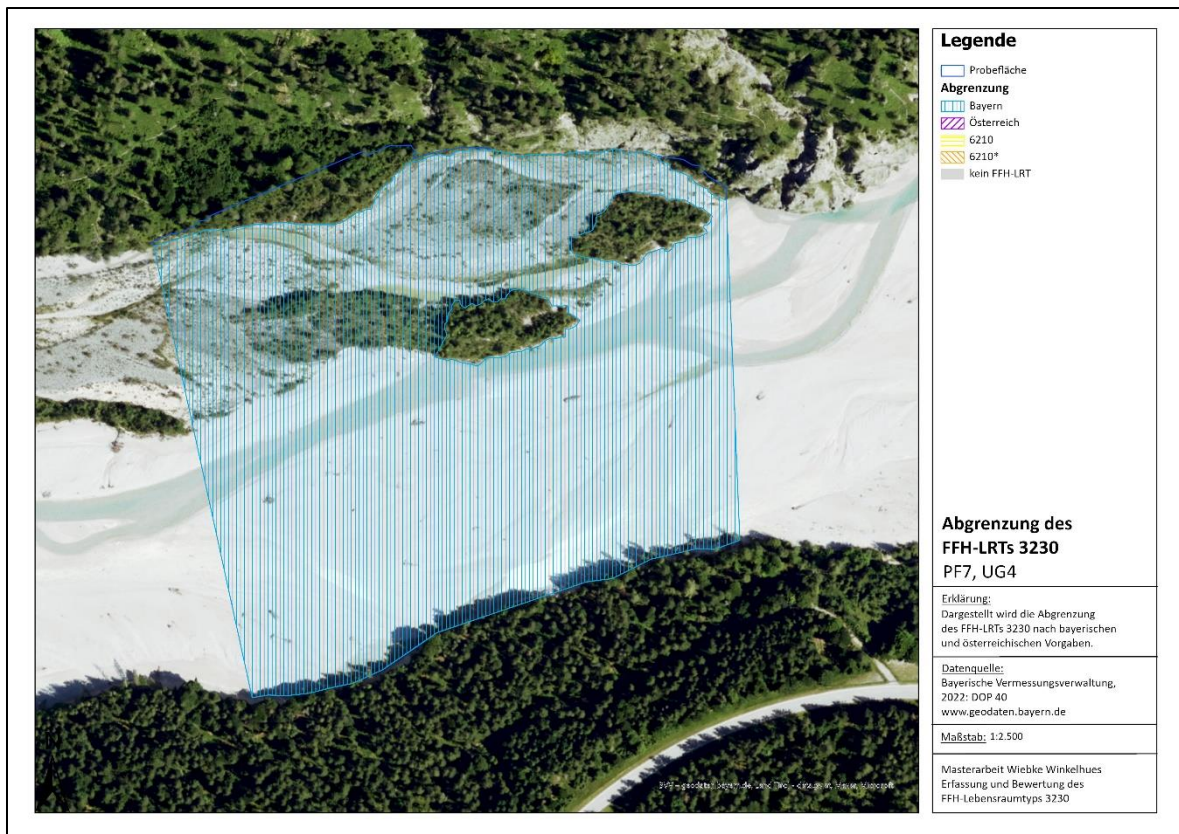 Legende
Probefläche
Abgrenzung
Bayern
Österreich
6210
6210*
kein FFH-LRT
Abgrenzung des
FFH-LRTs 3230
PF7, UG4
Erklärung:
Dargestellt wird die Abgrenzung
des FFH-LRTs 3230 nach bayerischen
und österreichischen Vorgaben.
Datenquelle:
Bayerische Vermessungsverwaltung,
2022: DOP 40
www.geodaten.bayern.de
Maßstab: 1:2.500
Masterarbeit Wiebke Winkelhues
Erfassung und Bewertung des
FFH-Lebensraumtyps 3230